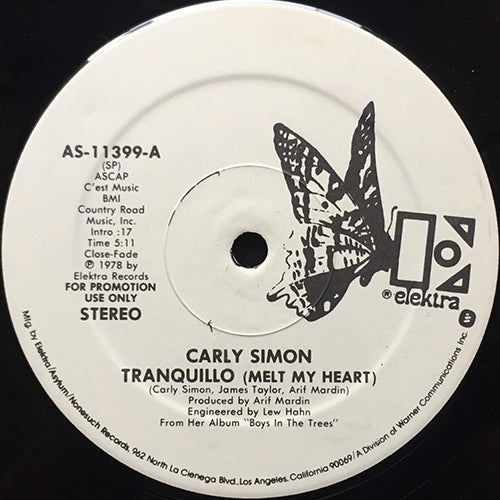 AS-11399-A
(SP)
ASCAP
C'est Music
BMI
Country Road
Music, Inc.
Intro :17
Time 5:11
Close-Fade
℗ 1978 by
Elektra Records
FOR PROMOTION
USE ONLY
STEREO
® elektra
CARLY SIMON
TRANQUILLO (MELT MY HEART)
(Carly Simon, James Taylor, Arif Mardin)
Produced by Arif Mardin
Engineered by Lew Hahn
From Her Album "Boys In The Trees"
Mfg. by Elektra/Asylum/Nonesuch Records, 962 North La Cienega Blvd., Los Angeles, California 90069/A Division of Warner Communications Inc.